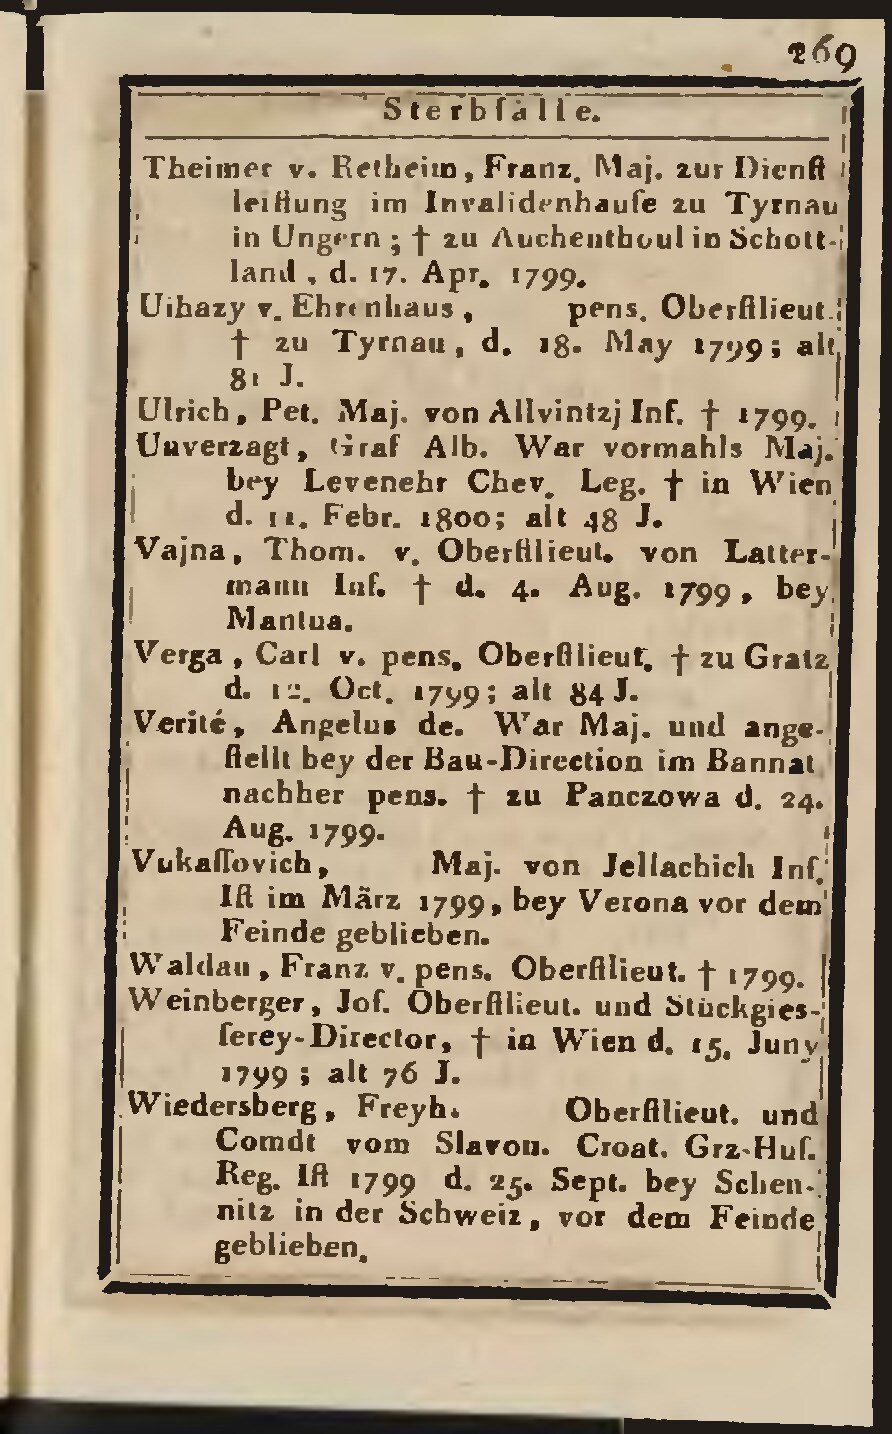 269
Sterbfälle.
Theimer v. Retheim, Franz. Maj. zur Dienst
leistung im Invalidenhauſe zu Tyrnau
in Ungern ; † zu Auchenthoul in Schott-
land , d. 17. Apr. 1799.
Uihazy v. Ehrenhaus , pens. Oberſtlieut.
† zu Tyrnau , d. 18. May 1799 ; alt
81 J.
Ulrich, Pet. Maj. von Allvintzj Inf. † 1799.
Unverzagt, Graf Alb. War vormahls Maj.
bey Levenehr Chev. Leg. † in Wien
d. 11. Febr. 1800; alt 48 J.
Vajna, Thom. v. Oberſtlieut. von Latter-
mann Inf. † d. 4. Aug. 1799 , bey
Mantua.
Verga , Carl v. pens. Oberſtlieut. † zu Gratz
d. 12. Oct. 1799 ; alt 84 J.
Verité, Angelus de. War Maj. und ange-
ſtellt bey der Bau-Direction im Bannat
nachher pens. † zu Panczowa d. 24.
Aug. 1799.
Vukaſſovich, Maj. von Jellachich Inf.
Iſt im März 1799, bey Verona vor dem
Feinde geblieben.
Waldau , Franz v. pens. Oberſtlieut. † 1799.
Weinberger, Joſ. Oberſtlieut. und Stückgies-
ſerey-Director, † in Wien d. 15. Juny
1799 ; alt 76 J.
Wiedersberg, Freyh. Oberſtlieut. und
Comdt vom Slavon. Croat. Grz-Huſ.
Reg. Iſt 1799 d. 25. Sept. bey Schen-
nitz in der Schweiz, vor dem Feinde
geblieben.